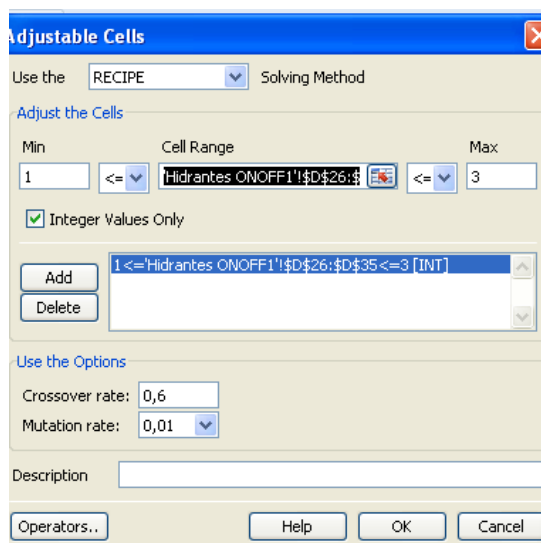 Adjustable Cells
Use the RECIPE Solving Method
Adjust the Cells
Min Cell Range Max
1 <= 'Hidrantes ONOFF1'!$D$26:$ <= 3
Integer Values Only
Add
1<='Hidrantes ONOFF1'!$D$26:$D$35<=3 [INT]
Delete
Use the Options
Crossover rate: 0,6
Mutation rate: 0,01
Description
Operators.. Help OK Cancel